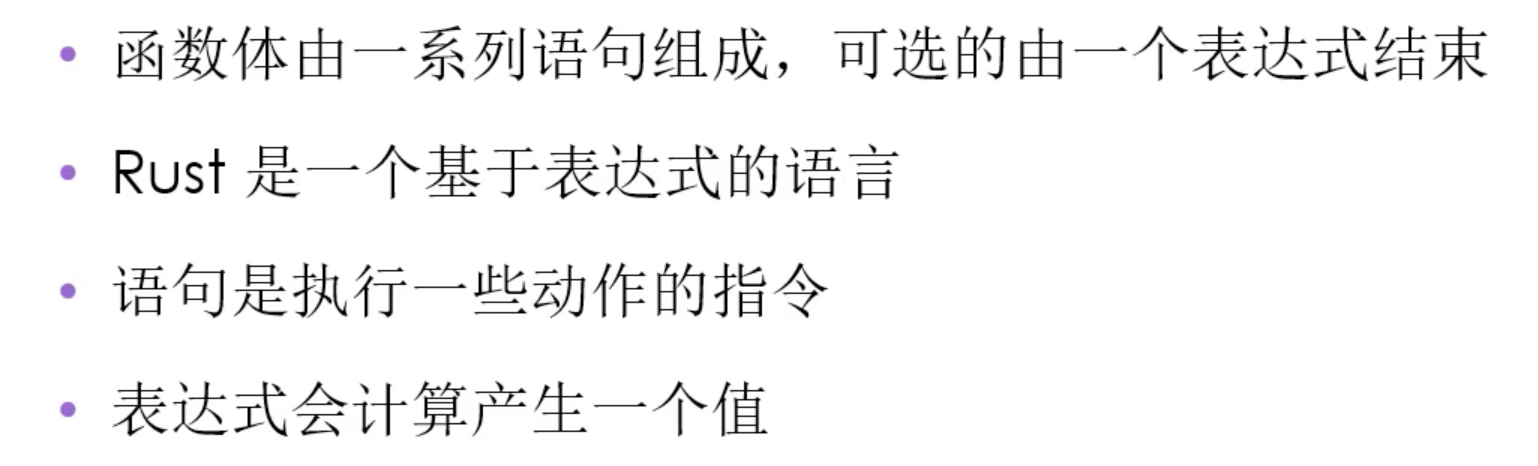 • 函数体由一系列语句组成，可选的由一个表达式结束
• Rust 是一个基于表达式的语言
• 语句是执行一些动作的指令
• 表达式会计算产生一个值